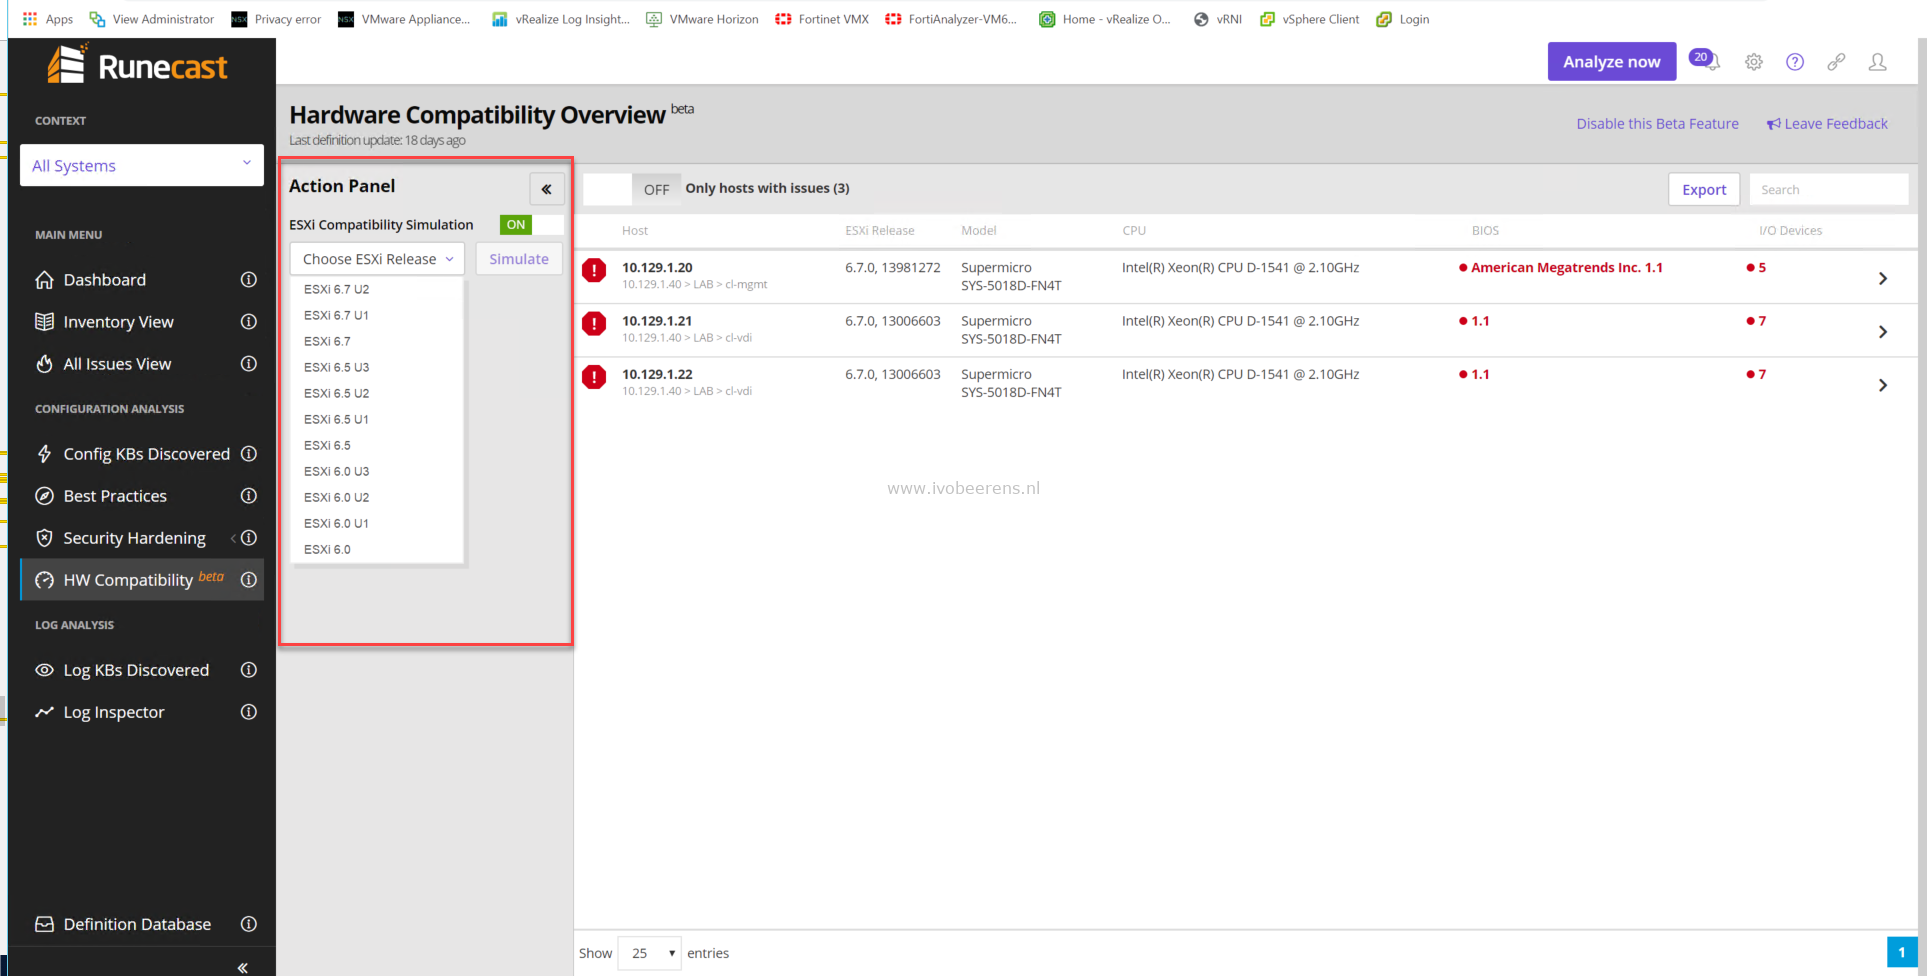 Apps View Administrator NSX Privacy error NSX VMware Appliance... vRealize Log Insight... VMware Horizon Fortinet VMX FortiAnalyzer-VM6... Home - vRealize O... vRNI vSphere Client Login
Runecast
Analyze now 20
CONTEXT
All Systems
MAIN MENU
Dashboard
Inventory View
All Issues View
CONFIGURATION ANALYSIS
Config KBs Discovered
Best Practices
Security Hardening
HW Compatibility beta
LOG ANALYSIS
Log KBs Discovered
Log Inspector
Definition Database
Hardware Compatibility Overview beta
Last definition update: 18 days ago
Disable this Beta Feature Leave Feedback
Action Panel
ESXi Compatibility Simulation ON
Choose ESXi Release Simulate
ESXi 6.7 U2
ESXi 6.7 U1
ESXi 6.7
ESXi 6.5 U3
ESXi 6.5 U2
ESXi 6.5 U1
ESXi 6.5
ESXi 6.0 U3
ESXi 6.0 U2
ESXi 6.0 U1
ESXi 6.0
OFF Only hosts with issues (3) Export Search
Host ESXi Release Model CPU BIOS I/O Devices
10.129.1.20 6.7.0, 13981272 Supermicro Intel(R) Xeon(R) CPU D-1541 @ 2.10GHz American Megatrends Inc. 1.1 5
10.129.1.40 > LAB > cl-mgmt SYS-5018D-FN4T
10.129.1.21 6.7.0, 13006603 Supermicro Intel(R) Xeon(R) CPU D-1541 @ 2.10GHz 1.1 7
10.129.1.40 > LAB > cl-vdi SYS-5018D-FN4T
10.129.1.22 6.7.0, 13006603 Supermicro Intel(R) Xeon(R) CPU D-1541 @ 2.10GHz 1.1 7
10.129.1.40 > LAB > cl-vdi SYS-5018D-FN4T
www.ivobeerens.nl
Show 25 entries 1